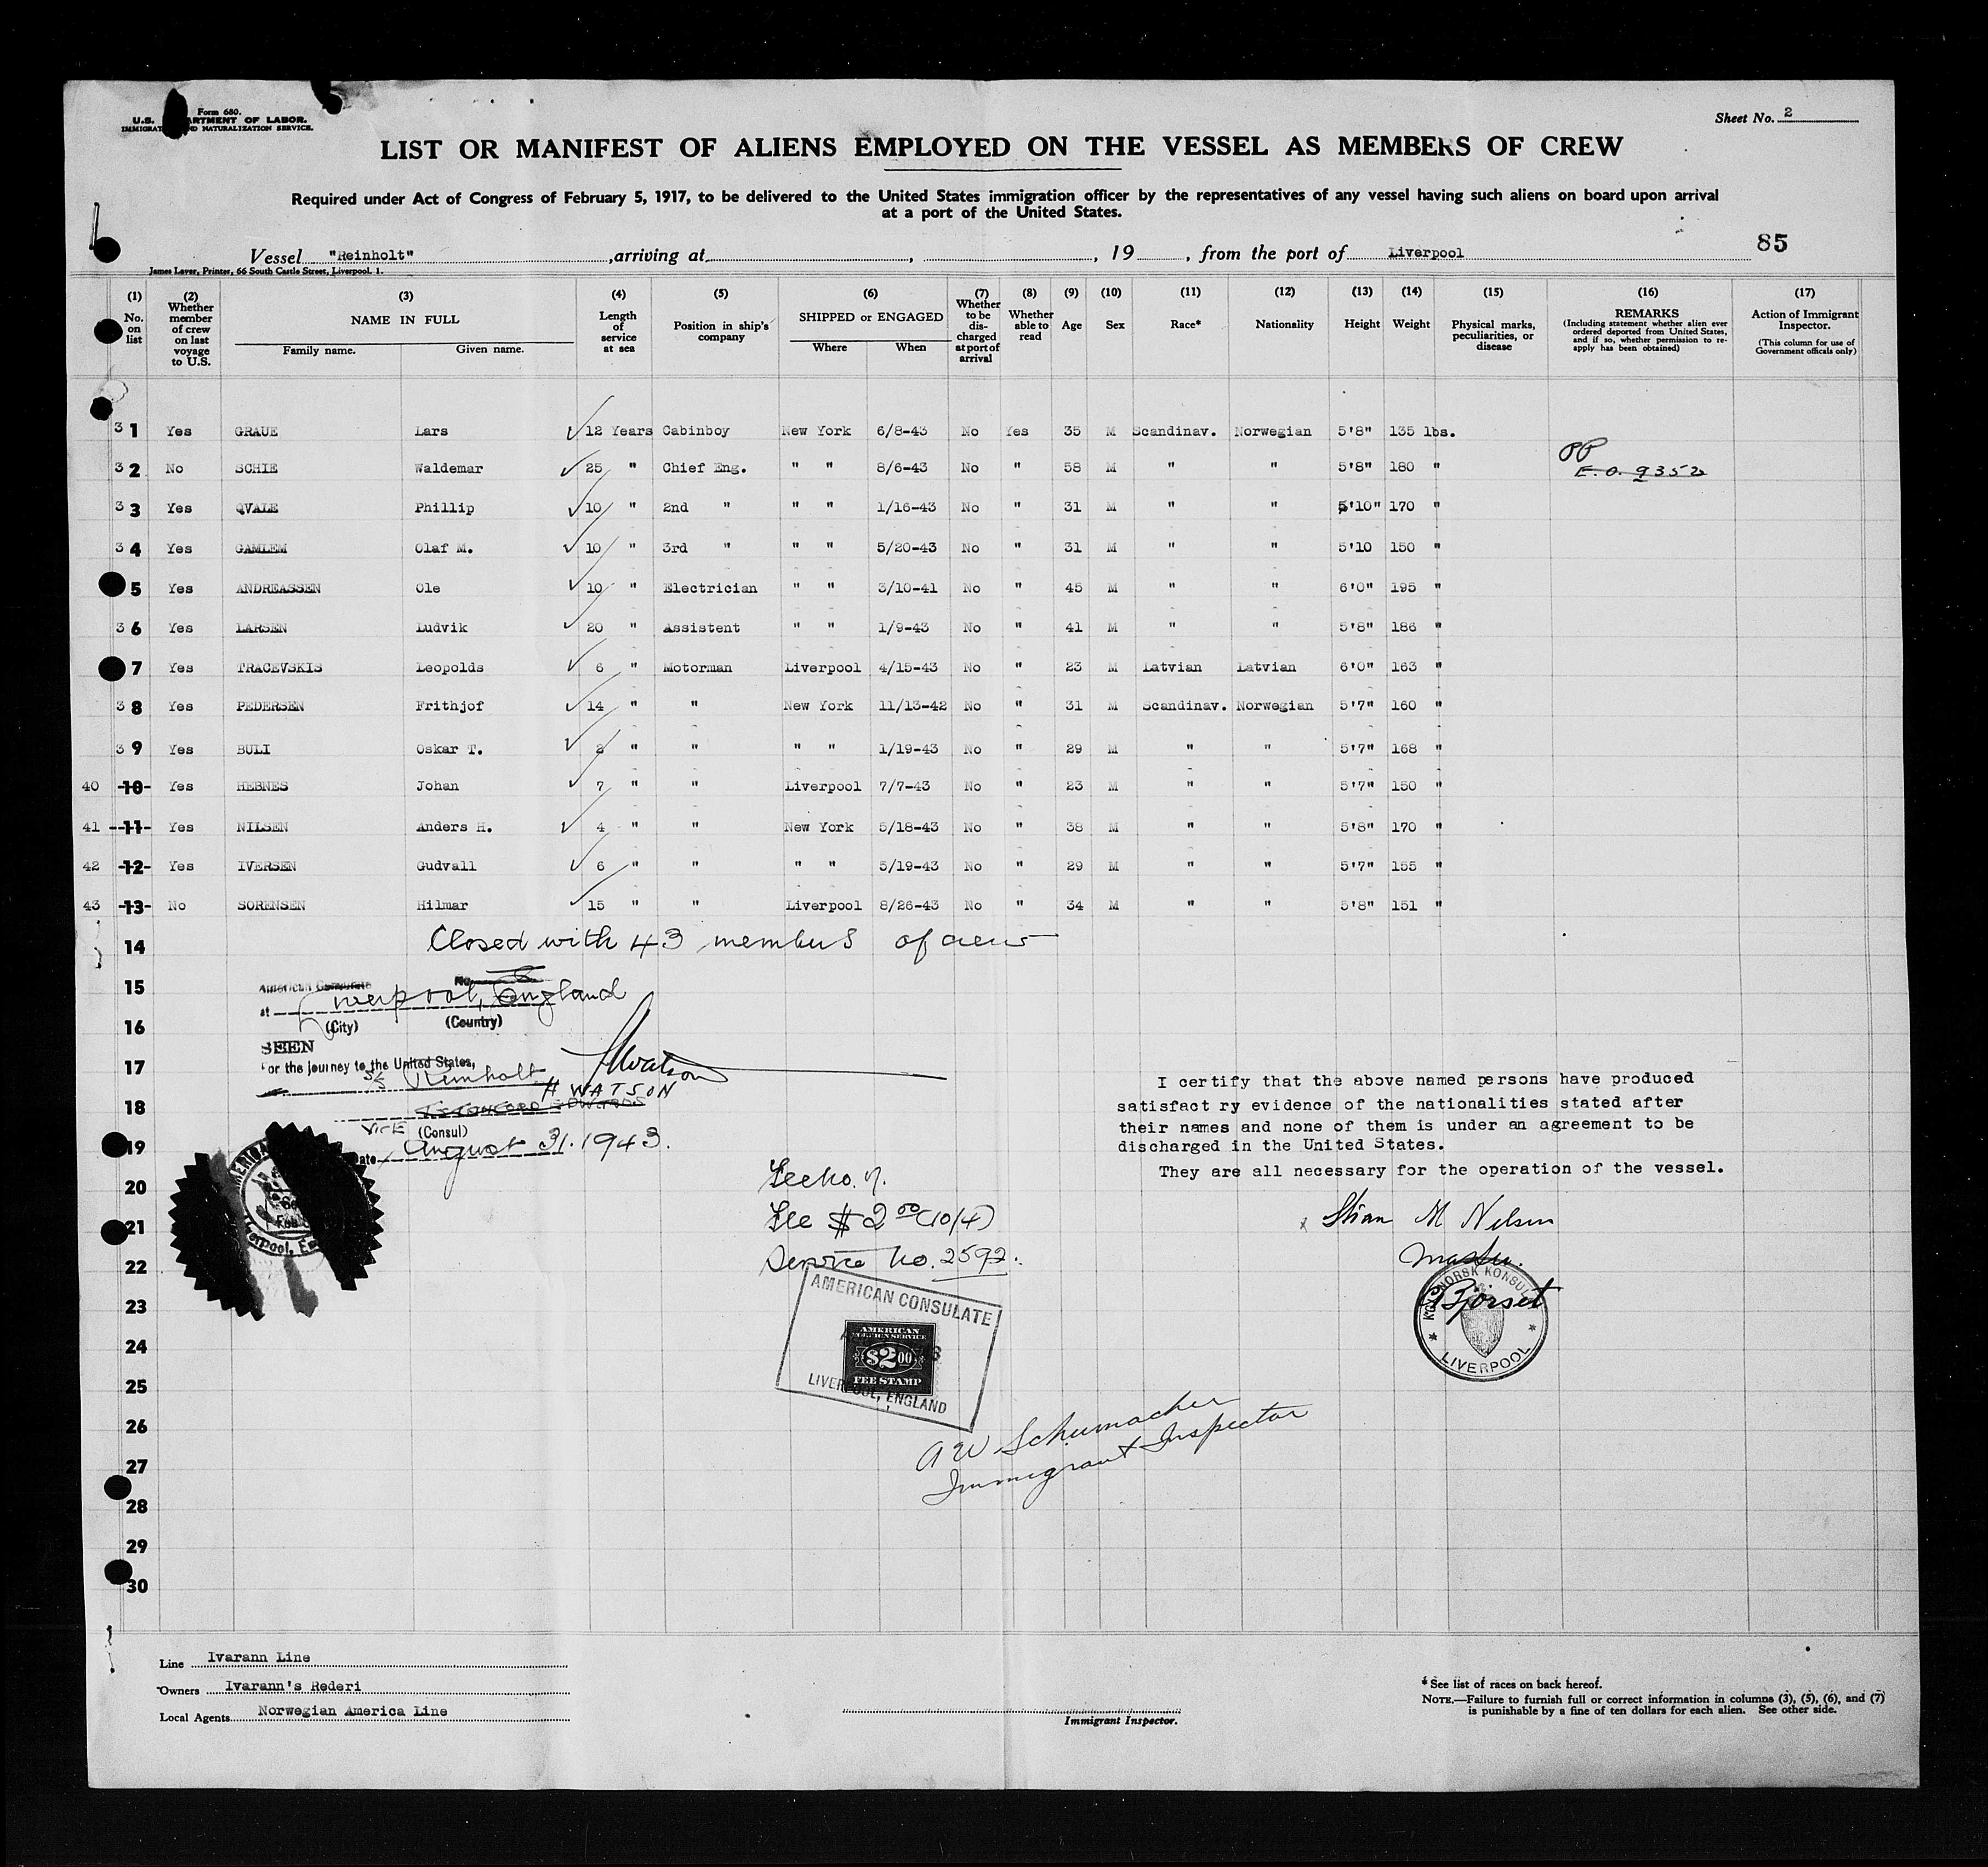 Form 680.
U.S. DEPARTMENT OF LABOR.
IMMIGRATION AND NATURALIZATION SERVICE.
Sheet No. 2
LIST OR MANIFEST OF ALIENS EMPLOYED ON THE VESSEL AS MEMBERS OF CREW
Required under Act of Congress of February 5, 1917, to be delivered to the United States immigration officer by the representatives of any vessel having such aliens on board upon arrival
at a port of the United States.
85
Vessel "Reinholt" , arriving at , , 19 , from the port of Liverpool
James Laver, Printer, 66 South Castle Street, Liverpool. 1.
(1) No. on list
(2) Whether member of crew on last voyage to U.S.
(3) NAME IN FULL
Family name. Given name.
(4) Length of service at sea
(5) Position in ship's company
(6) SHIPPED or ENGAGED
Where When
(7) Whether to be discharged at port of arrival
(8) Whether able to read
(9) Age
(10) Sex
(11) Race*
(12) Nationality
(13) Height
(14) Weight
(15) Physical marks, peculiarities, or disease
(16) REMARKS (Including statement whether alien ever ordered deported from United States, and if so, whether permission to re-apply has been obtained)
(17) Action of Immigrant Inspector. (This column for use of Government officials only)
3 1 Yes GRAUE Lars 12 Years Cabinboy New York 6/8-43 No Yes 35 M Scandinav. Norwegian 5'8" 135 lbs.
3 2 No SCHIE Waldemar 25 " Chief Eng. " " 8/6-43 No " 58 M " " 5'8" 180 " PP E.O. 9352
3 3 Yes QVALE Phillip 10 " 2nd " " " 1/16-43 No " 31 M " " 5'10" 170 "
3 4 Yes GAMLEM Olaf M. 10 " 3rd " " " 5/20-43 No " 31 M " " 5'10 150 "
5 Yes ANDREASSEN Ole 10 " Electrician " " 3/10-41 No " 45 M " " 6'0" 195 "
3 6 Yes LARSEN Ludvik 20 " Assistent " " 1/9-43 No " 41 M " " 5'8" 186 "
7 Yes TRACEVSKIS Leopolds 6 " Motorman Liverpool 4/15-43 No " 23 M Latvian Latvian 6'0" 163 "
3 8 Yes PEDERSEN Frithjof 14 " " New York 11/13-42 No " 31 M Scandinav. Norwegian 5'7" 160 "
3 9 Yes BULI Oskar T. 2 " " " " 1/19-43 No " 29 M " " 5'7" 168 "
40 -10- Yes HEBNES Johan 7 " " Liverpool 7/7-43 No " 23 M " " 5'7" 150 "
41 -11- Yes NILSEN Anders H. 4 " " New York 5/18-43 No " 38 M " " 5'8" 170 "
42 -12- Yes IVERSEN Gudvall 6 " " " " 5/19-43 No " 29 M " " 5'7" 155 "
43 -13- No SORENSEN Hilmar 15 " " Liverpool 8/26-43 No " 34 M " " 5'8" 151 "
14 Closed with 43 members of crew
15
American Consulate No.
at Liverpool, England
(City) (Country)
16
SEEN
17
For the journey to the United States,
SS Reinholt
HWatson
H WATSON
18
VICE (Consul)
19
Date August 31. 1943.
20
21
22
23
24
25
26
27
28
29
30
I certify that the above named persons have produced
satisfact ry evidence of the nationalities stated after
their names and none of them is under an agreement to be
discharged in the United States.
They are all necessary for the operation of the vessel.
Stian M Nelsen
Master.
KGL. NORSK KONSULAT
LIVERPOOL
Fee $ 2 00 (10/4)
Service No. 2592.
AMERICAN CONSULATE
AMERICAN
FOREIGN SERVICE
$2 00
FEE STAMP
LIVERPOOL, ENGLAND
A W Schumacher
Immigrant Inspector
Line Ivarann Line
Owners Ivarann's Rederi
Local Agents Norwegian America Line
Immigrant Inspector.
* See list of races on back hereof.
NOTE.—Failure to furnish full or correct information in columns (3), (5), (6), and (7)
is punishable by a fine of ten dollars for each alien. See other side.